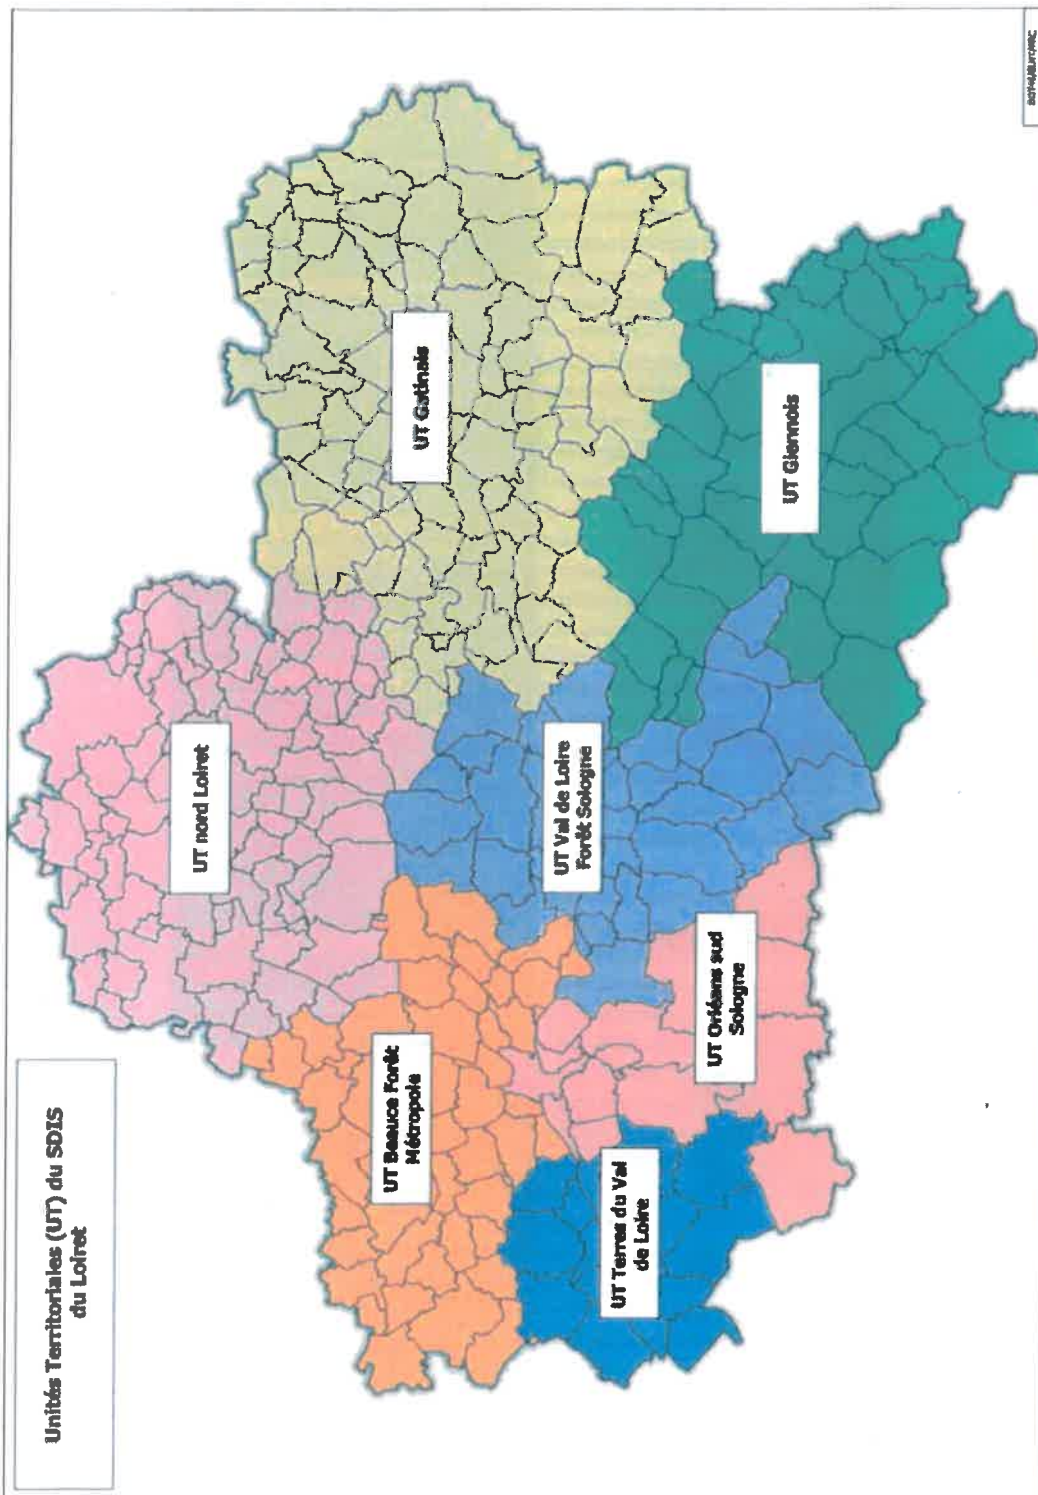 Unités Territoriales (UT) du SDIS
du Loiret
UT nord Loiret
UT Gatinais
UT Beauce Forêt
Métropole
UT Val de Loire
Forêt Sologne
UT Giennois
UT Terres du Val
de Loire
UT Orléans sud
Sologne